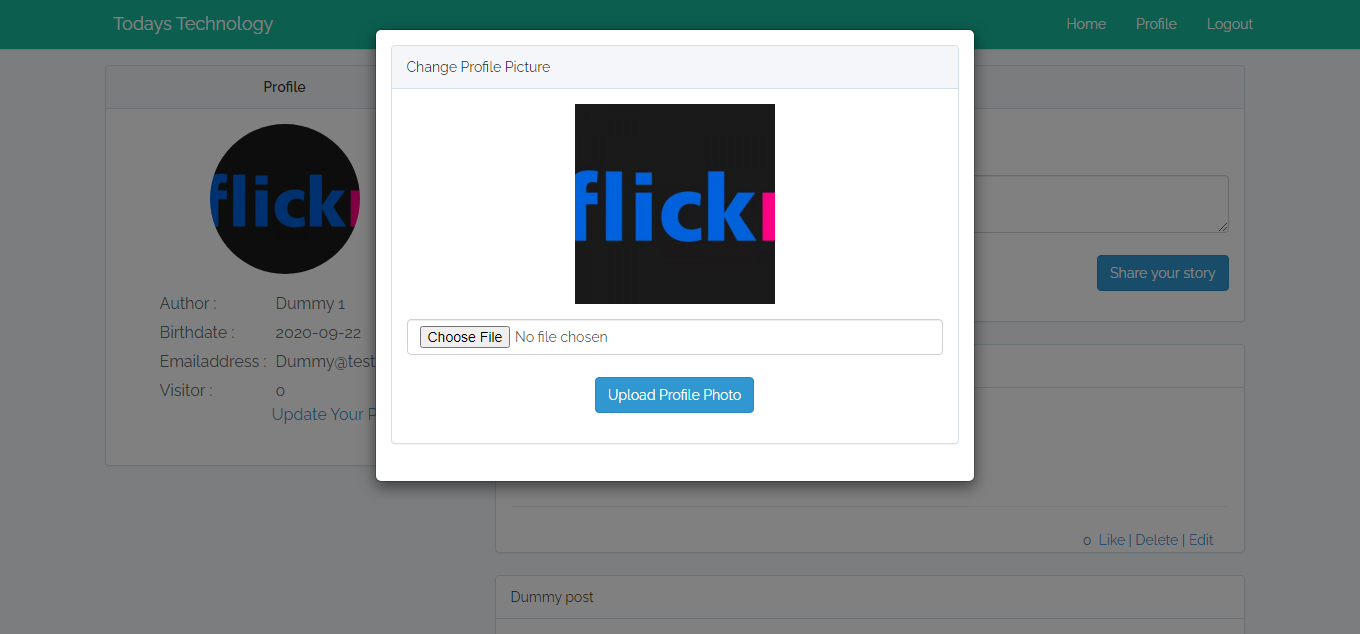 Todays Technology
Home
Profile
Logout
Profile
flickr
Author :
Dummy 1
Birthdate :
2020-09-22
Emailaddress :
Dummy@test
Visitor :
0
Update Your P
Change Profile Picture
flickr
Choose File No file chosen
Upload Profile Photo
Share your story
0 Like | Delete | Edit
Dummy post